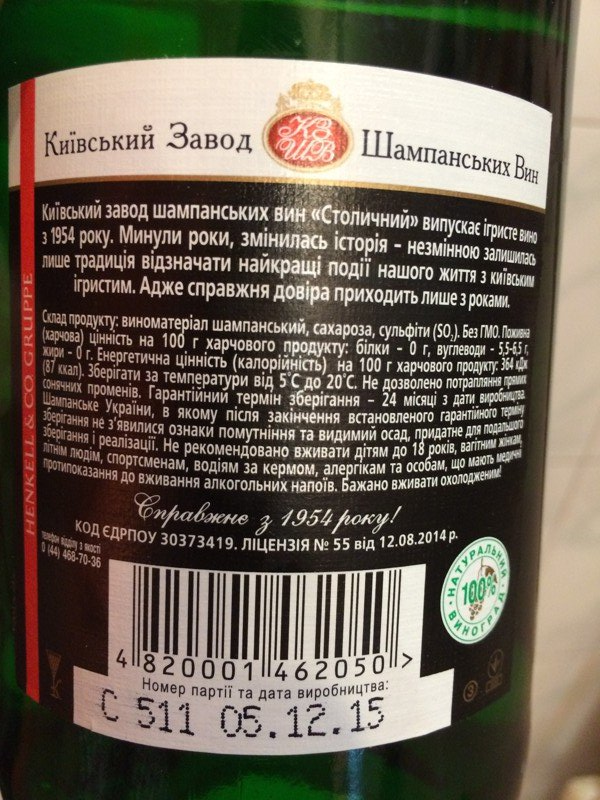 Київський Завод КЗШВ Шампанських Вин
Київський завод шампанських вин «Столичний» випускає ігристе вино
з 1954 року. Минули роки, змінилась історія – незмінною залишилась
лише традиція відзначати найкращі події нашого життя з київським
ігристим. Адже справжня довіра приходить лише з роками.
Склад продукту: виноматеріал шампанський, сахароза, сульфіти (SO₂). Без ГМО. Поживна
(харчова) цінність на 100 г харчового продукту: білки - 0 г, вуглеводи - 5,5-6,5 г,
жири - 0 г. Енергетична цінність (калорійність) на 100 г харчового продукту: 364 кДж
(87 ккал). Зберігати за температури від 5˚С до 20˚С. Не дозволено потрапляння прямих
сонячних променів. Гарантійний термін зберігання – 24 місяці з дати виробництва.
Шампанське України, в якому після закінчення встановленого гарантійного терміну
зберігання не з'явилися ознаки помутніння та видимий осад, придатне для подальшого
зберігання і реалізації. Не рекомендовано вживати дітям до 18 років, вагітним жінкам,
літнім людям, спортсменам, водіям за кермом, алергікам та особам, що мають медичні
протипоказання до вживання алкогольних напоїв. Бажано вживати охолодженим!
Справжнє з 1954 року!
КОД ЄДРПОУ 30373419. ЛІЦЕНЗІЯ № 55 від 12.08.2014 р.
телефон відділу з якості
0 (44) 468-70-36
HENKELL & CO GRUPPE
НАТУРАЛЬНИЙ
100%
ВИНОГРАД
4 820001 462050 >
Номер партії та дата виробництва:
С 511 05.12.15